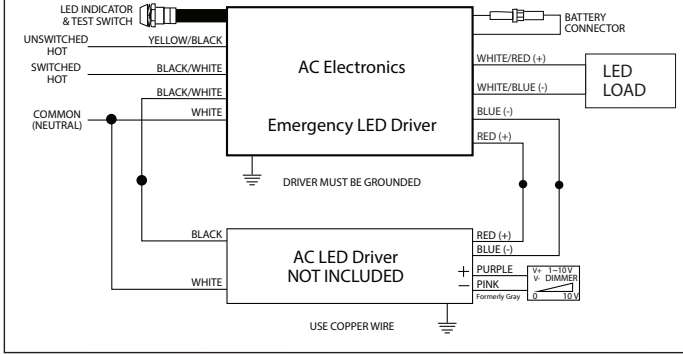 LED INDICATOR
& TEST SWITCH
BATTERY
CONNECTOR
UNSWITCHED
HOT
YELLOW/BLACK
SWITCHED
HOT
BLACK/WHITE
BLACK/WHITE
COMMON
(NEUTRAL)
WHITE
AC Electronics
Emergency LED Driver
WHITE/RED (+)
WHITE/BLUE (-)
LED
LOAD
BLUE (-)
RED (+)
DRIVER MUST BE GROUNDED
BLACK
WHITE
AC LED Driver
NOT INCLUDED
RED (+)
BLUE (-)
+ PURPLE
− PINK
Formerly Gray
V+ 1–10V
V- DIMMER
0 10V
USE COPPER WIRE